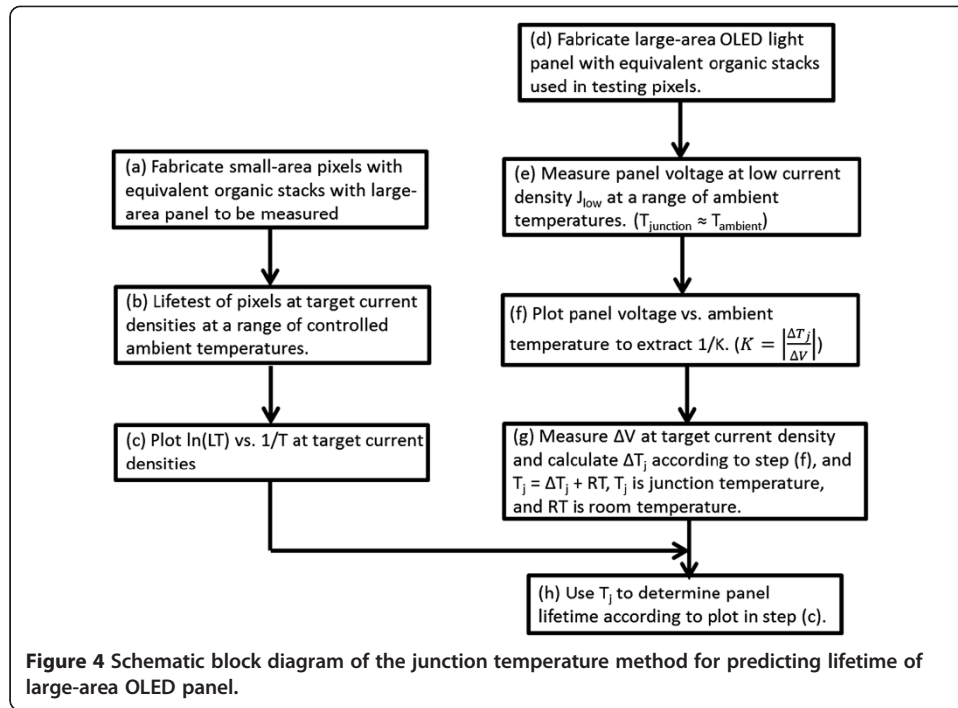 (d) Fabricate large-area OLED light
panel with equivalent organic stacks
used in testing pixels.
(a) Fabricate small-area pixels with
equivalent organic stacks with large-
area panel to be measured
(e) Measure panel voltage at low current
density J_low at a range of ambient
temperatures. (T_junction ≈ T_ambient)
(b) Lifetest of pixels at target current
densities at a range of controlled
ambient temperatures.
(f) Plot panel voltage vs. ambient
temperature to extract 1/K. (K = |ΔT_j/ΔV|)
(c) Plot ln(LT) vs. 1/T at target current
densities
(g) Measure ΔV at target current density
and calculate ΔT_j according to step (f), and
T_j = ΔT_j + RT, T_j is junction temperature,
and RT is room temperature.
(h) Use T_j to determine panel
lifetime according to plot in step (c).
Figure 4 Schematic block diagram of the junction temperature method for predicting lifetime of
large-area OLED panel.